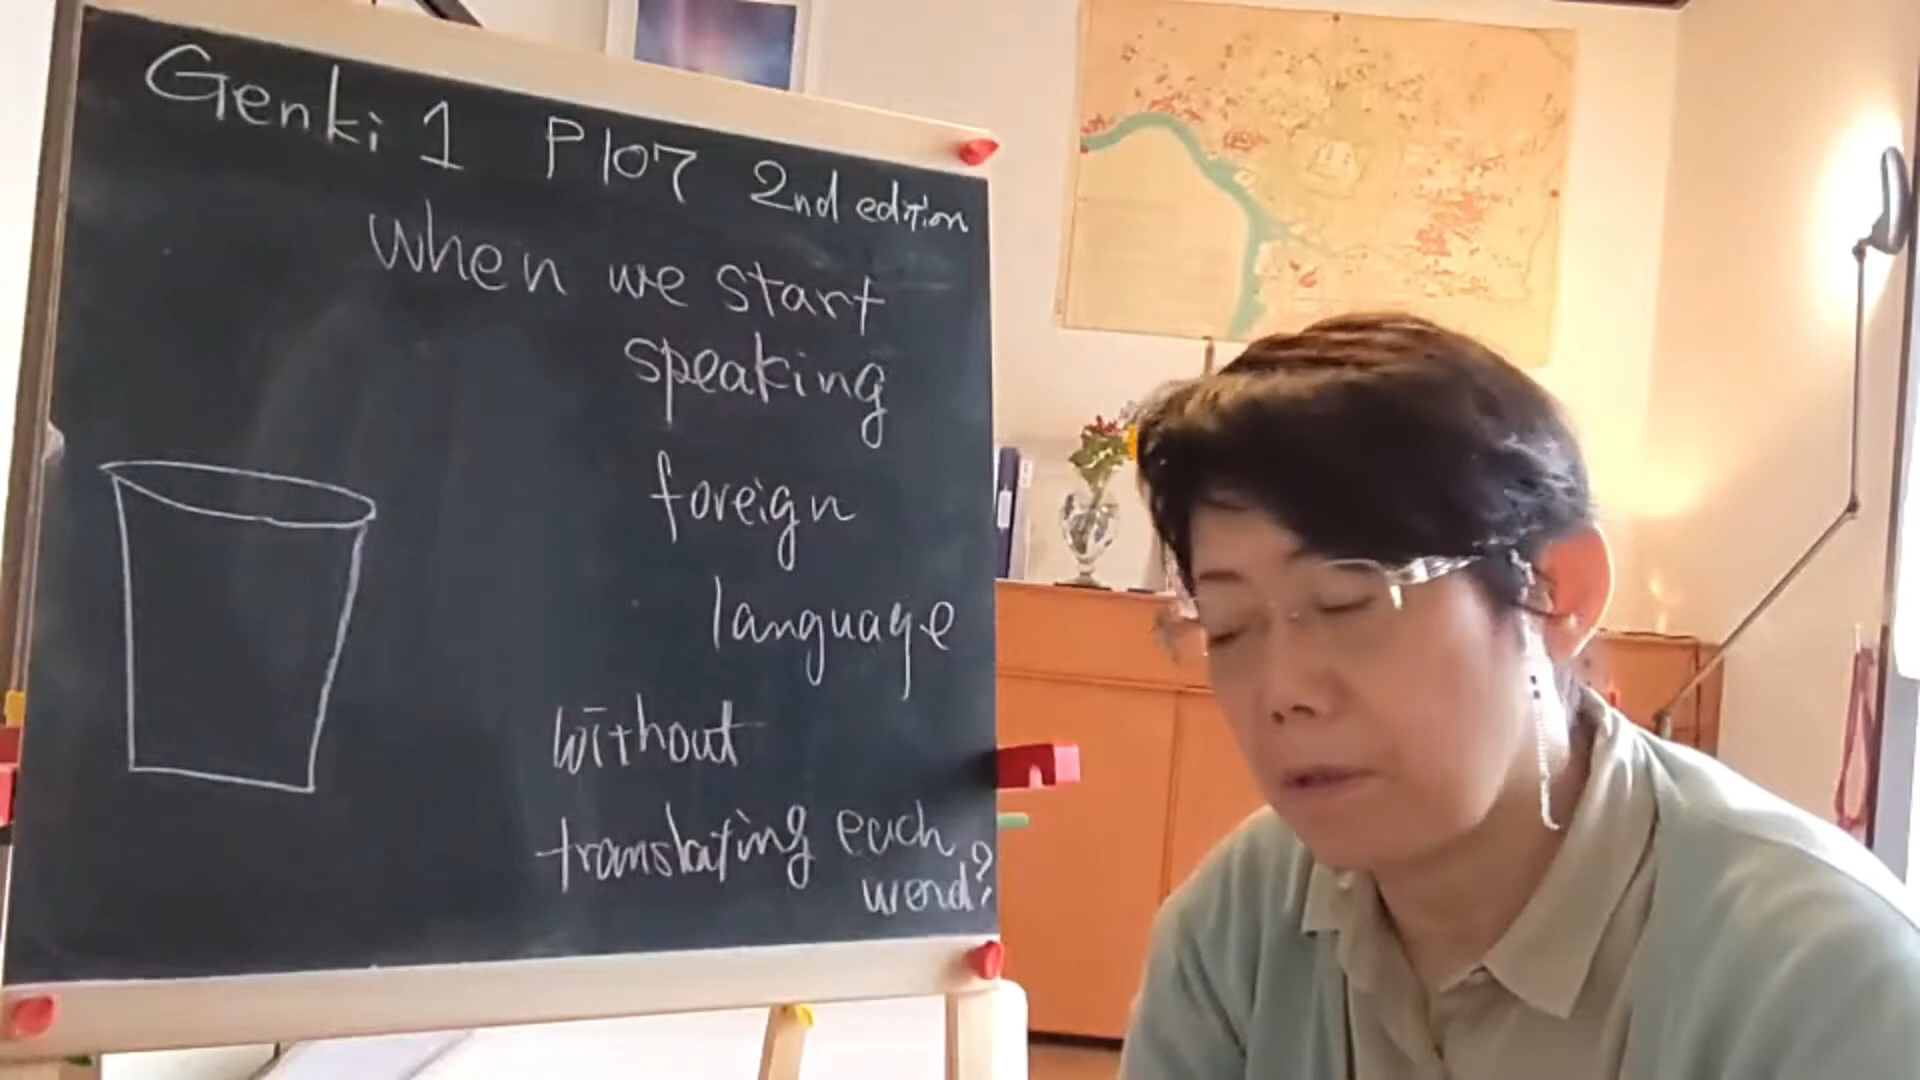 Genki 1 P107 2nd edition
when we start
speaking
foreign
language
without
translating each
word?